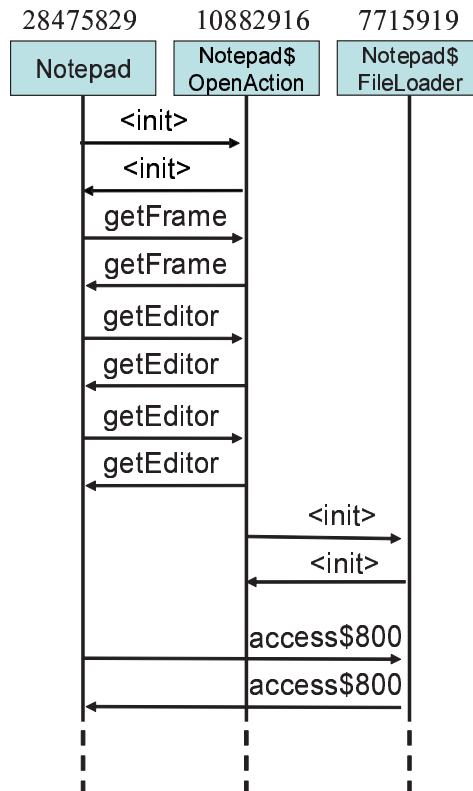 28475829 10882916 7715919
Notepad
Notepad$
OpenAction
Notepad$
FileLoader
<init>
<init>
getFrame
getFrame
getEditor
getEditor
getEditor
getEditor
<init>
<init>
access$800
access$800